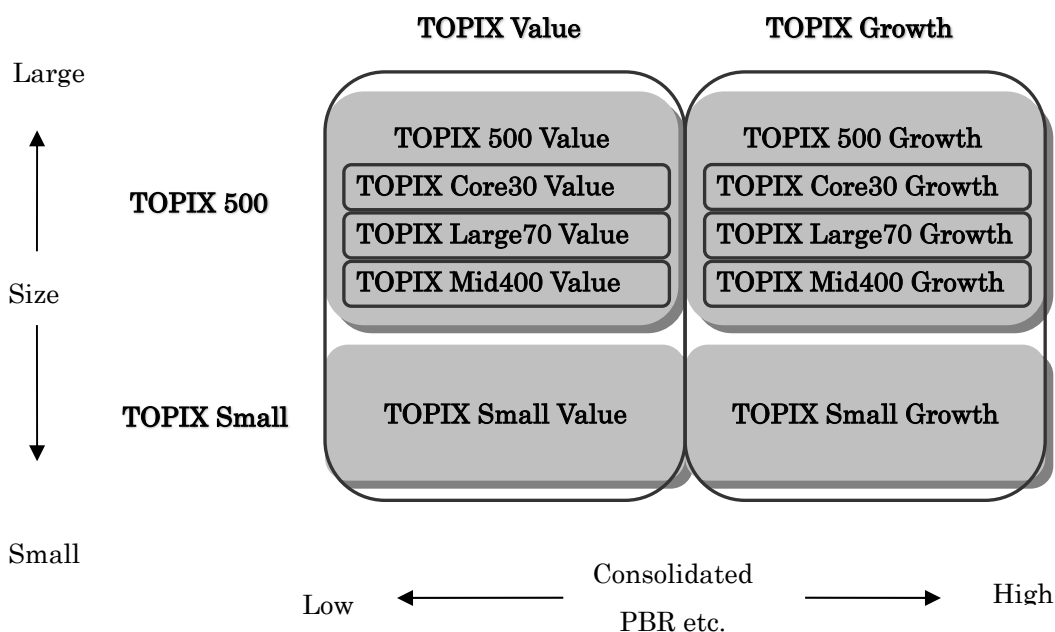 TOPIX Value
TOPIX Growth
Large
TOPIX 500 Value
TOPIX 500 Growth
TOPIX Core30 Value
TOPIX Core30 Growth
TOPIX 500
TOPIX Large70 Value
TOPIX Large70 Growth
TOPIX Mid400 Value
TOPIX Mid400 Growth
Size
TOPIX Small
TOPIX Small Value
TOPIX Small Growth
Small
Low
Consolidated
PBR etc.
High